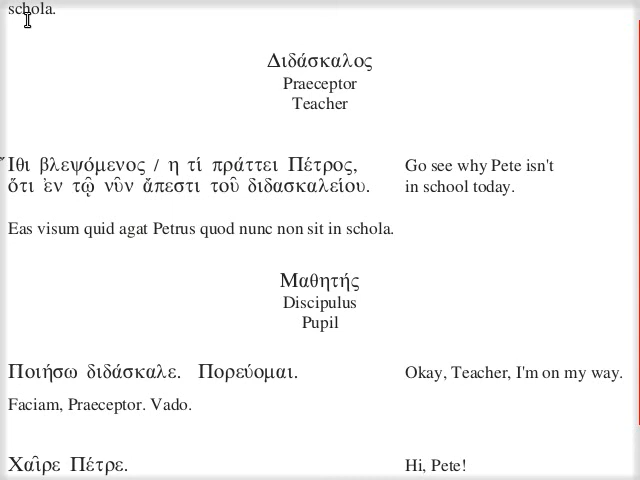 schola.
Διδάσκαλος
Praeceptor
Teacher
Ἴθι βλεψόμενος / η τί πράττει Πέτρος,
Go see why Pete isn't
ὅτι ἐν τῷ νῦν ἄπεστι τοῦ διδασκαλείου.
in school today.
Eas visum quid agat Petrus quod nunc non sit in schola.
Μαθητής
Discipulus
Pupil
Ποιήσω διδάσκαλε. Πορεύομαι.
Okay, Teacher, I'm on my way.
Faciam, Praeceptor. Vado.
Χαῖρε Πέτρε.
Hi, Pete!